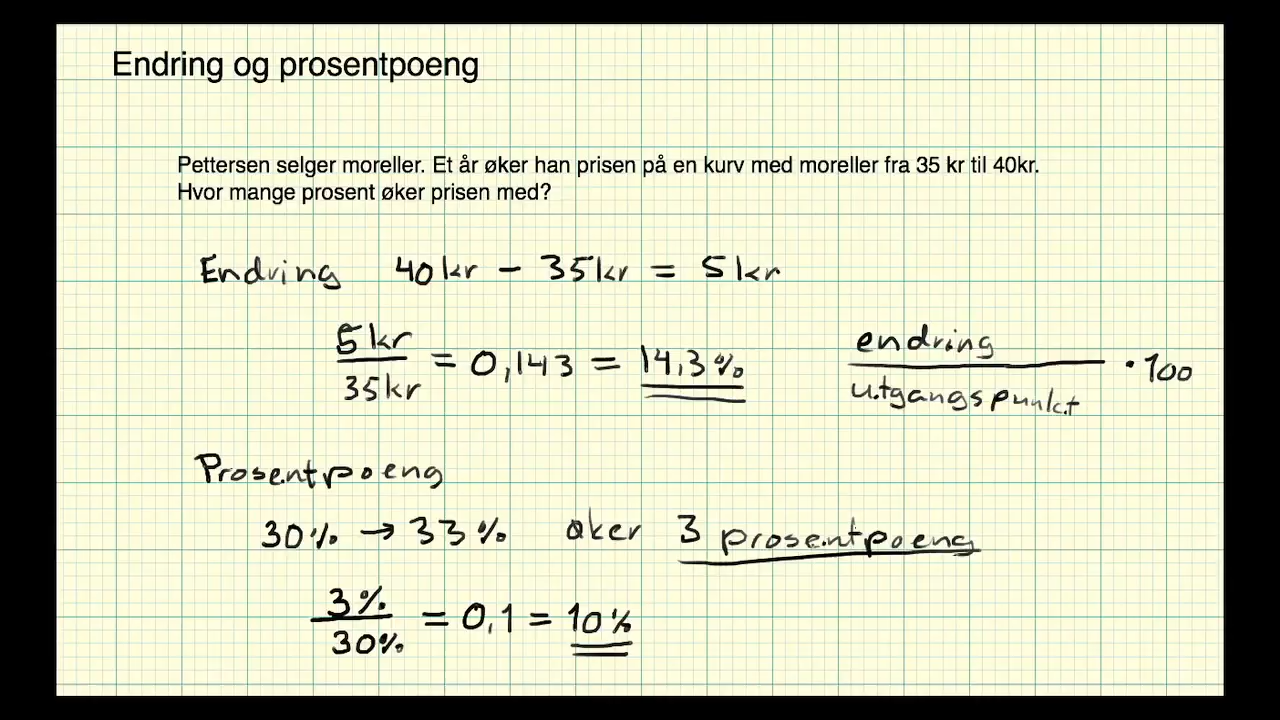 Endring og prosentpoeng
Pettersen selger moreller. Et år øker han prisen på en kurv med moreller fra 35 kr til 40kr.
Hvor mange prosent øker prisen med?
Endring 40kr - 35kr = 5kr
5kr
35kr
= 0,143 = 14,3%
endring
utgangspunkt
· 100
Prosentpoeng
30% → 33% øker 3 prosentpoeng
3%
30%
= 0,1 = 10%